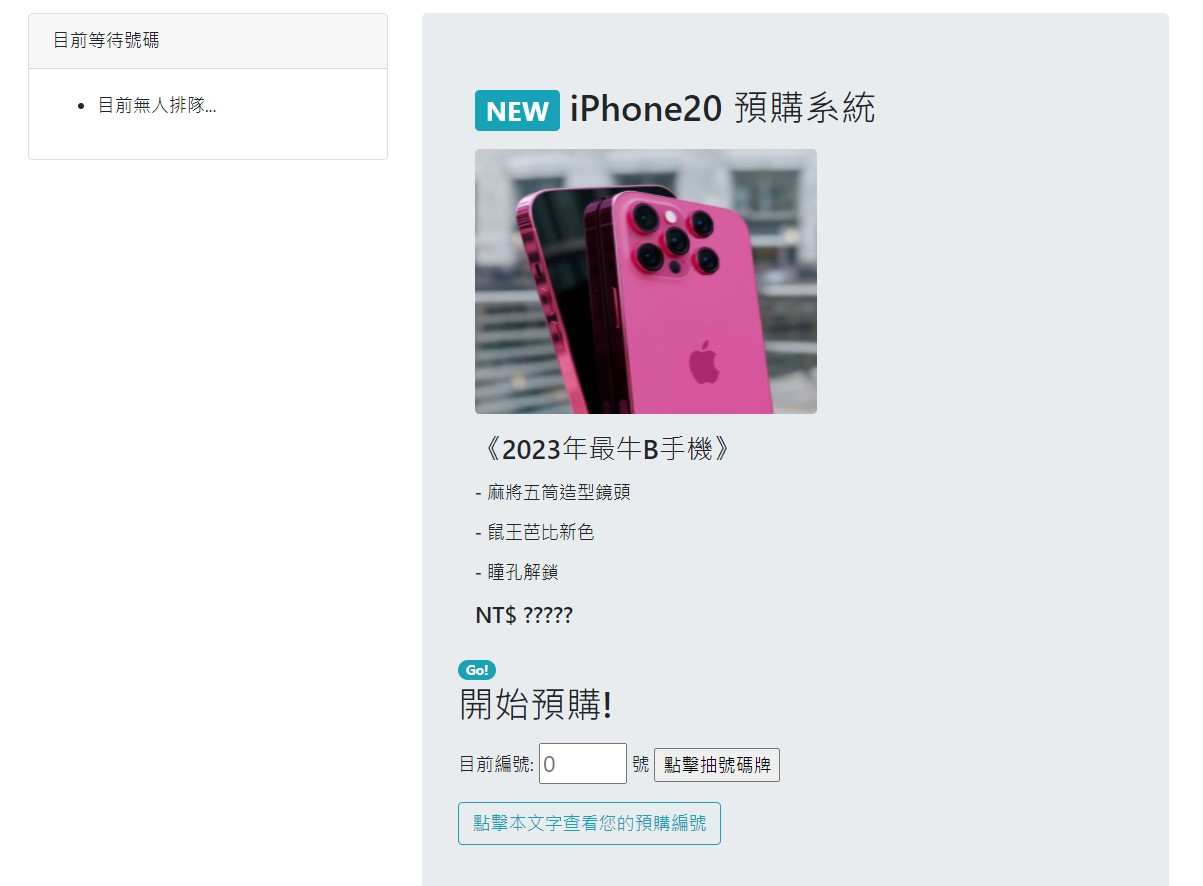 目前等待號碼
• 目前無人排隊...
NEW iPhone20 預購系統
《2023年最牛B手機》
- 麻將五筒造型鏡頭
- 鼠王芭比新色
- 瞳孔解鎖
NT$ ?????
Go!
開始預購!
目前編號: 0 號 點擊抽號碼牌
點擊本文字查看您的預購編號